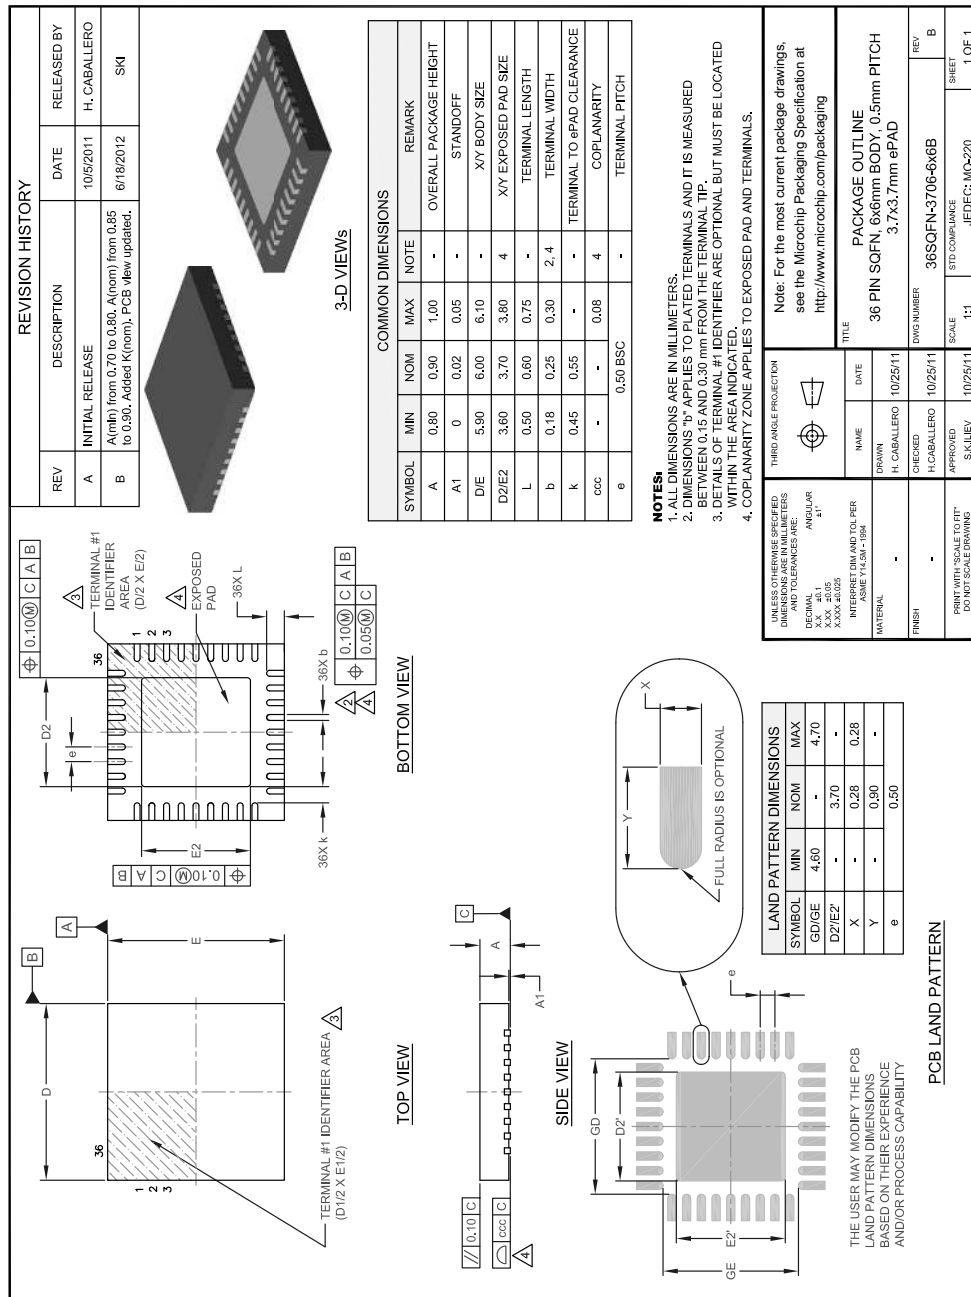 REVISION HISTORY
REV DESCRIPTION DATE RELEASED BY
A INITIAL RELEASE 10/5/2011 H. CABALLERO
B A(min) from 0.70 to 0.80. A(nom) from 0.85 6/18/2012 SKI
to 0.90. Added K(nom). PCB view updated.
B
A
D
E
36
1
2
3
TERMINAL #1 IDENTIFIER AREA
(D1/2 X E1/2)
3
TOP VIEW
0.10Ⓜ C A B
D2
e
36
1
2
3
3
TERMINAL #1
IDENTIFIER
AREA
(D/2 X E/2)
4
EXPOSED
PAD
36X L
E2
0.10Ⓜ C A B
36X k
36X b
2
4
0.10Ⓜ C A B
0.05Ⓜ C
BOTTOM VIEW
3-D VIEWs
// 0.10 C
ccc C
4
C
A
A1
SIDE VIEW
COMMON DIMENSIONS
SYMBOL MIN NOM MAX NOTE REMARK
A 0.80 0.90 1.00 - OVERALL PACKAGE HEIGHT
A1 0 0.02 0.05 - STANDOFF
D/E 5.90 6.00 6.10 - X/Y BODY SIZE
D2/E2 3.60 3.70 3.80 4 X/Y EXPOSED PAD SIZE
L 0.50 0.60 0.75 - TERMINAL LENGTH
b 0.18 0.25 0.30 2, 4 TERMINAL WIDTH
k 0.45 0.55 - - TERMINAL TO ePAD CLEARANCE
ccc - - 0.08 4 COPLANARITY
e 0.50 BSC - TERMINAL PITCH
NOTES:
1. ALL DIMENSIONS ARE IN MILLIMETERS.
2. DIMENSIONS "b" APPLIES TO PLATED TERMINALS AND IT IS MEASURED
BETWEEN 0.15 AND 0.30 mm FROM THE TERMINAL TIP.
3. DETAILS OF TERMINAL #1 IDENTIFIER ARE OPTIONAL BUT MUST BE LOCATED
WITHIN THE AREA INDICATED.
4. COPLANARITY ZONE APPLIES TO EXPOSED PAD AND TERMINALS.
GD
D2'
GE
E2'
e
Y
X
FULL RADIUS IS OPTIONAL
THE USER MAY MODIFY THE PCB
LAND PATTERN DIMENSIONS
BASED ON THEIR EXPERIENCE
AND/OR PROCESS CAPABILITY
LAND PATTERN DIMENSIONS
SYMBOL MIN NOM MAX
GD/GE 4.60 - 4.70
D2'/E2' - 3.70 -
X - 0.28 0.28
Y - 0.90 -
e 0.50
PCB LAND PATTERN
UNLESS OTHERWISE SPECIFIED
DIMENSIONS ARE IN MILLIMETERS
AND TOLERANCES ARE:
DECIMAL ANGULAR
X.X ±0.1 ±1°
X.XX ±0.05
X.XXX ±0.025
INTERPRET DIM AND TOL PER
ASME Y14.5M - 1994
MATERIAL
-
FINISH
-
PRINT WITH "SCALE TO FIT"
DO NOT SCALE DRAWING
THIRD ANGLE PROJECTION
NAME DATE
DRAWN
H. CABALLERO 10/25/11
CHECKED
H.CABALLERO 10/25/11
APPROVED
S.K.ILIEV 10/25/11
Note: For the most current package drawings,
see the Microchip Packaging Specification at
http://www.microchip.com/packaging
TITLE
PACKAGE OUTLINE
36 PIN SQFN, 6x6mm BODY, 0.5mm PITCH
3.7x3.7mm ePAD
DWG NUMBER REV
36SQFN-3706-6x6B B
SCALE STD COMPLIANCE SHEET
1:1 JEDEC: MO-220 1 OF 1